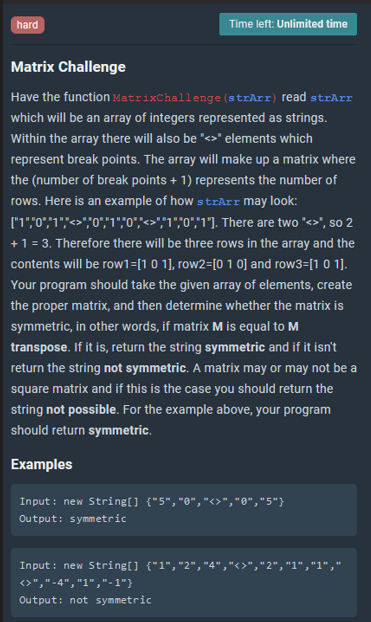 hard
Time left: Unlimited time
Matrix Challenge
Have the function MatrixChallenge(strArr) read strArr
which will be an array of integers represented as strings.
Within the array there will also be "<>" elements which
represent break points. The array will make up a matrix where
the (number of break points + 1) represents the number of
rows. Here is an example of how strArr may look:
["1","0","1","<>","0","1","0","<>","1","0","1"]. There are two "<>", so 2
+ 1 = 3. Therefore there will be three rows in the array and the
contents will be row1=[1 0 1], row2=[0 1 0] and row3=[1 0 1].
Your program should take the given array of elements, create
the proper matrix, and then determine whether the matrix is
symmetric, in other words, if matrix M is equal to M
transpose. If it is, return the string symmetric and if it isn't
return the string not symmetric. A matrix may or may not be a
square matrix and if this is the case you should return the
string not possible. For the example above, your program
should return symmetric.
Examples
Input: new String[] {"5","0","<>","0","5"}
Output: symmetric
Input: new String[] {"1","2","4","<>","2","1","1","
<>","-4","1","-1"}
Output: not symmetric